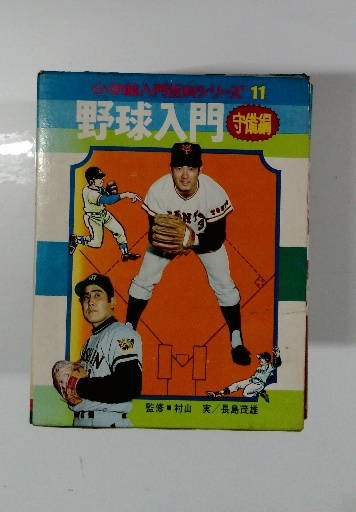 小学館入門百科シリーズ 11
野球入門
守備編
監修■村山 実／長島茂雄